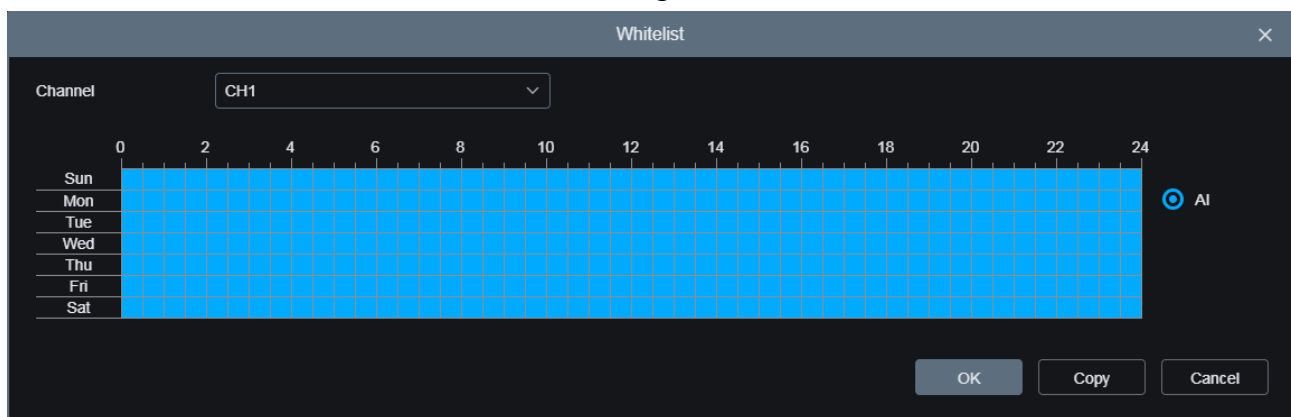 Whitelist
Channel CH1
0 2 4 6 8 10 12 14 16 18 20 22 24
Sun
Mon AI
Tue
Wed
Thu
Fri
Sat
OK Copy Cancel